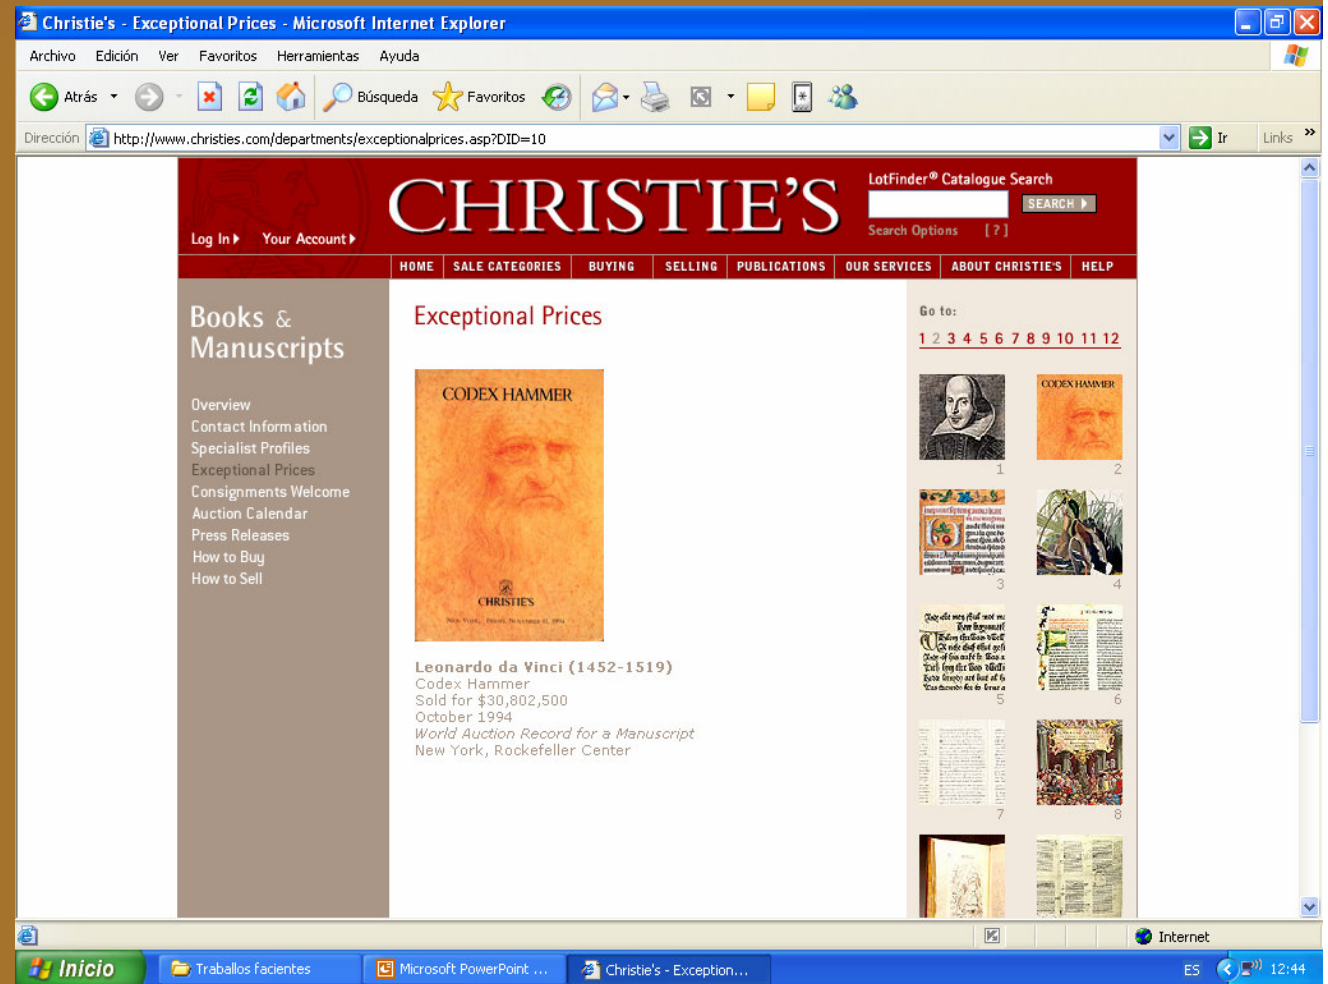 Christie's - Exceptional Prices - Microsoft Internet Explorer
Archivo Edición Ver Favoritos Herramientas Ayuda
Atrás Búsqueda Favoritos
Dirección http://www.christies.com/departments/exceptionalprices.asp?DID=10 Ir Links »
CHRISTIE'S
LotFinder® Catalogue Search
SEARCH
Search Options [?]
Log In Your Account
HOME SALE CATEGORIES BUYING SELLING PUBLICATIONS OUR SERVICES ABOUT CHRISTIE'S HELP
Books &
Manuscripts
Overview
Contact Information
Specialist Profiles
Exceptional Prices
Consignments Welcome
Auction Calendar
Press Releases
How to Buy
How to Sell
Exceptional Prices
CODEX HAMMER
CHRISTIE'S
Leonardo da Vinci (1452-1519)
Codex Hammer
Sold for $30,802,500
October 1994
World Auction Record for a Manuscript
New York, Rockefeller Center
Go to:
1 2 3 4 5 6 7 8 9 10 11 12
CODEX HAMMER
1 2
3 4
5 6
7 8
Internet
Inicio Traballos facientes Microsoft PowerPoint ... Christie's - Exception... ES 12:44